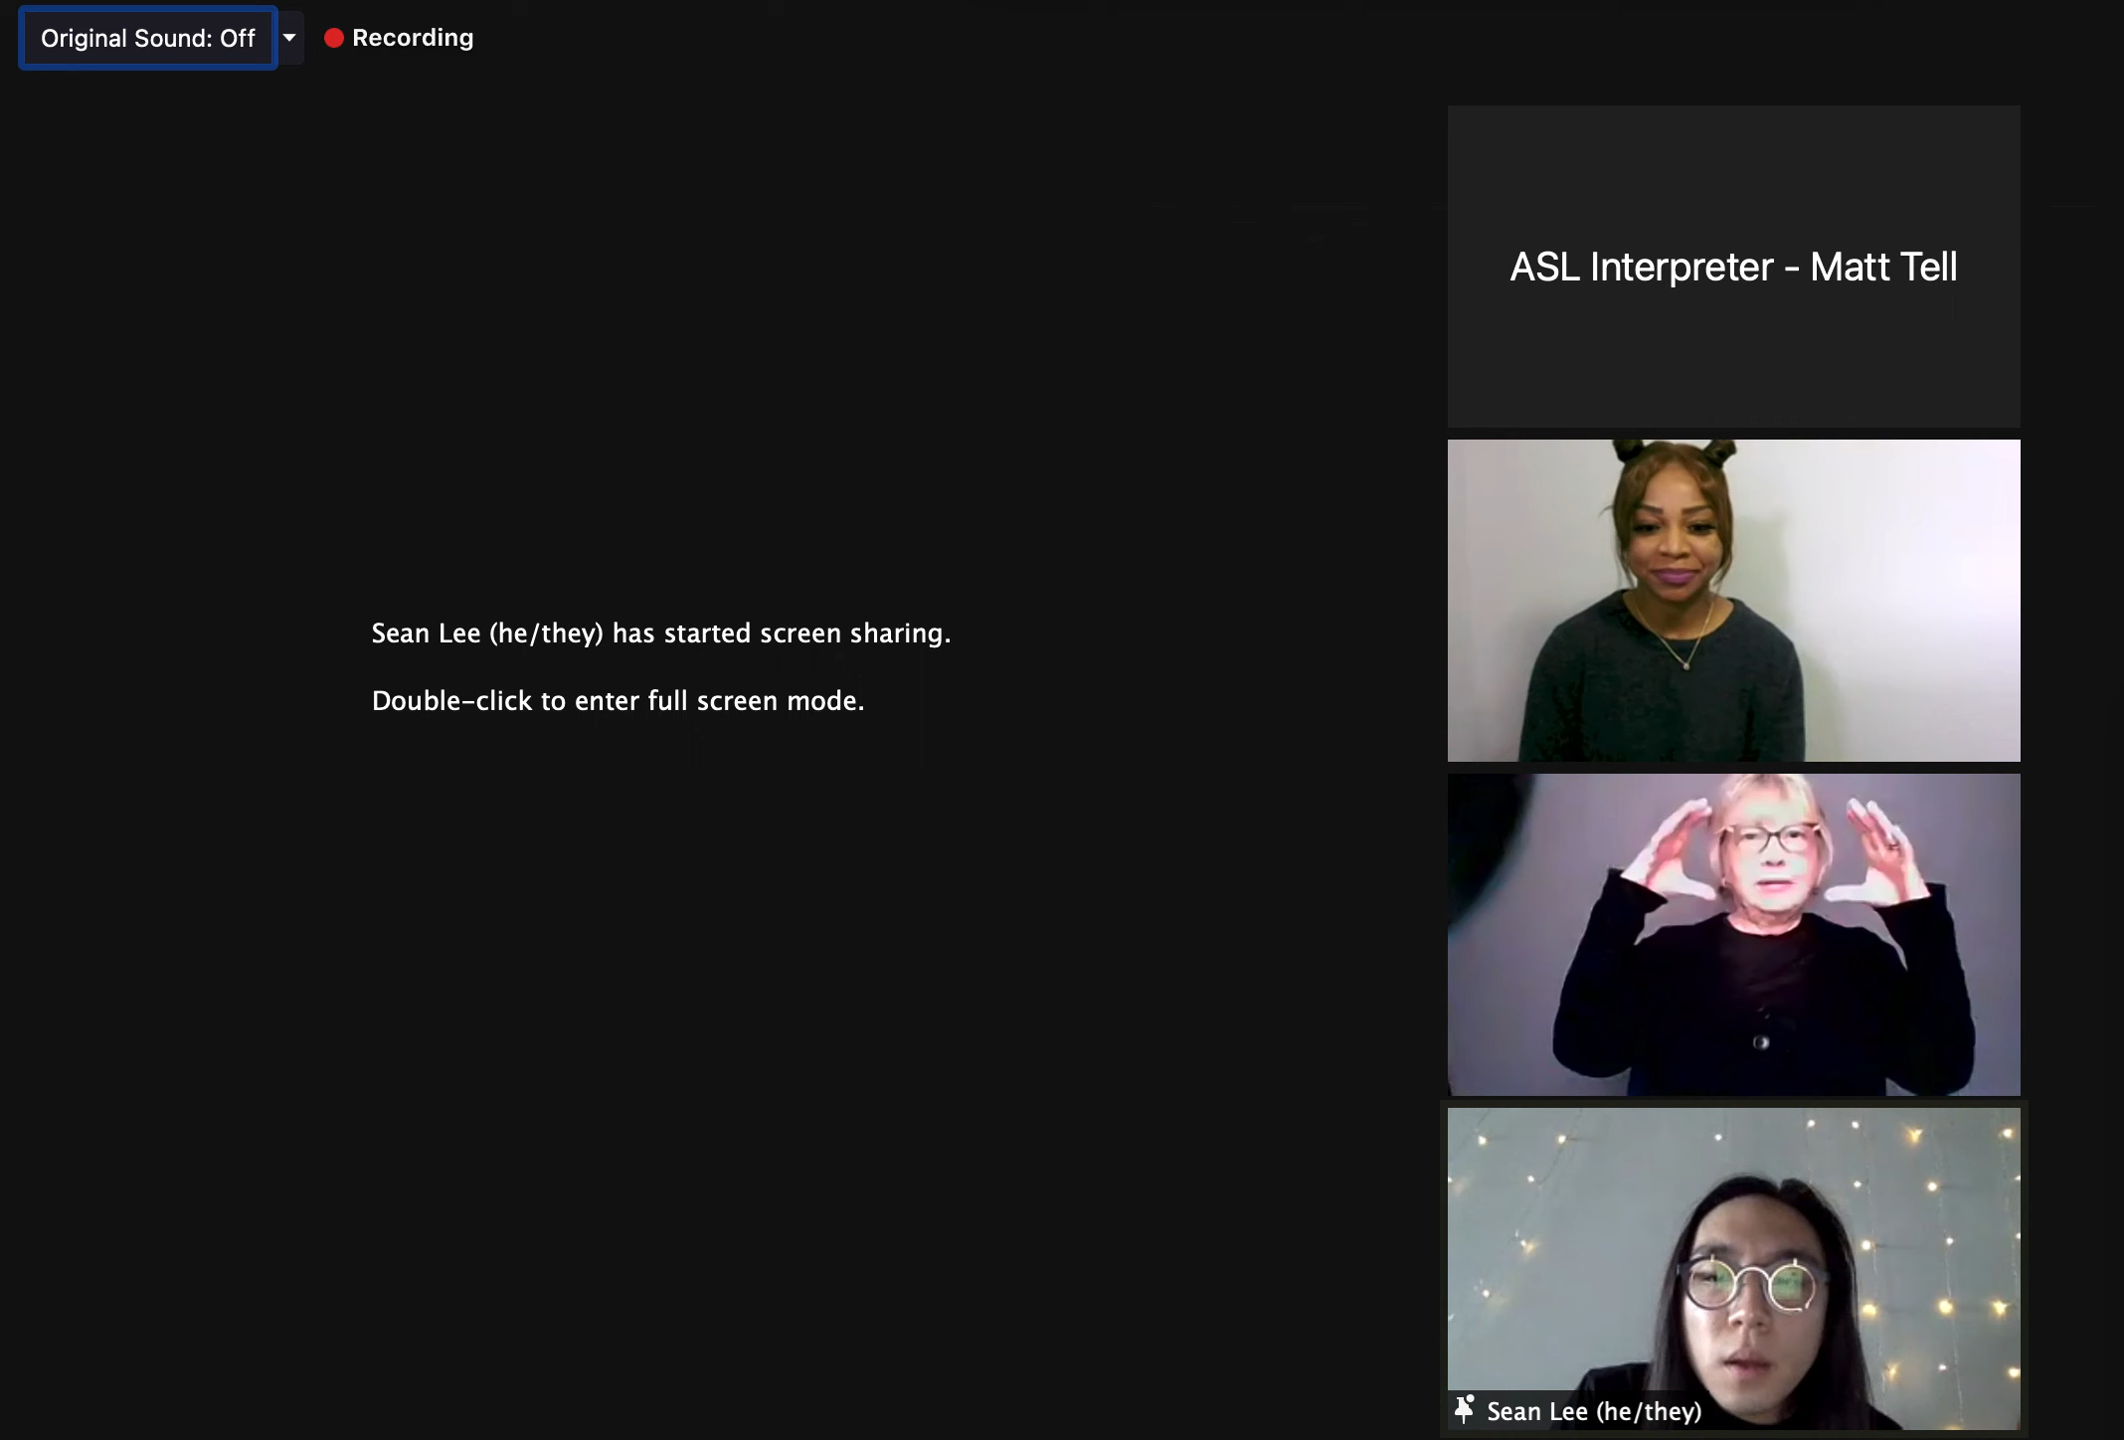 Original Sound: Off
Recording
ASL Interpreter - Matt Tell
Sean Lee (he/they) has started screen sharing.
Double-click to enter full screen mode.
Sean Lee (he/they)